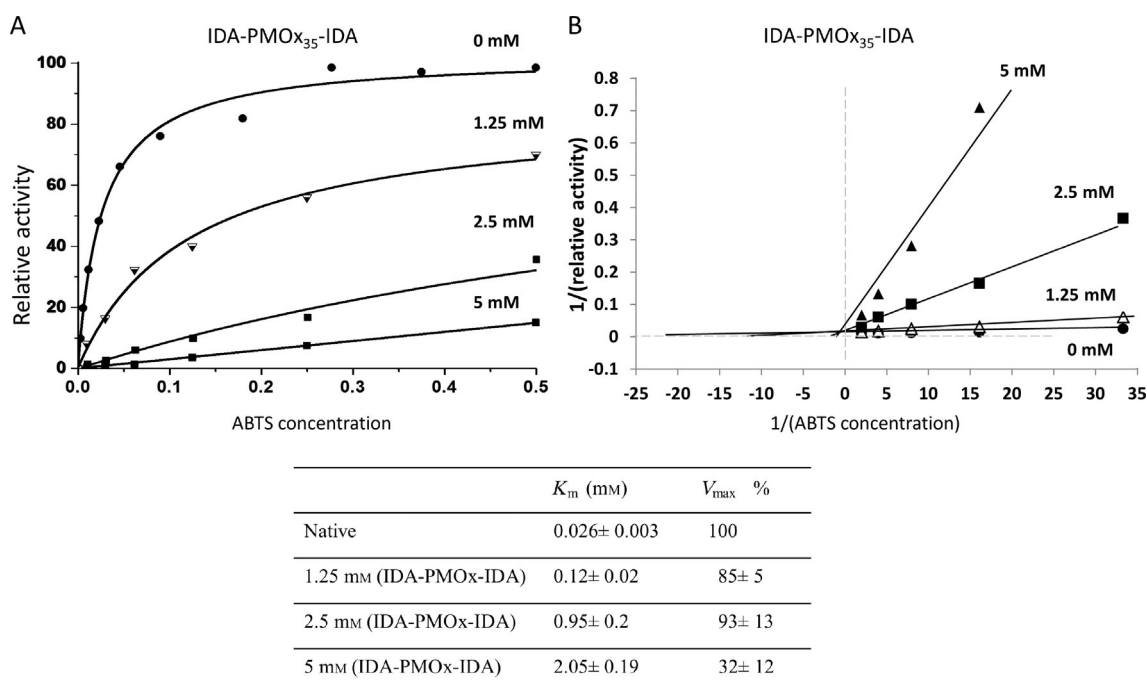 A
IDA-PMOx35-IDA
0 mM
1.25 mM
2.5 mM
5 mM
100
80
60
40
20
0
Relative activity
0.0
0.1
0.2
0.3
0.4
0.5
ABTS concentration
B
IDA-PMOx35-IDA
5 mM
2.5 mM
1.25 mM
0 mM
0.8
0.7
0.6
0.5
0.4
0.3
0.2
0.1
0
-0.1
1/(relative activity)
-25 -20 -15 -10 -5 0 5 10 15 20 25 30 35
1/(ABTS concentration)
Km (mM) Vmax %
Native 0.026± 0.003 100
1.25 mM (IDA-PMOx-IDA) 0.12± 0.02 85± 5
2.5 mM (IDA-PMOx-IDA) 0.95± 0.2 93± 13
5 mM (IDA-PMOx-IDA) 2.05± 0.19 32± 12